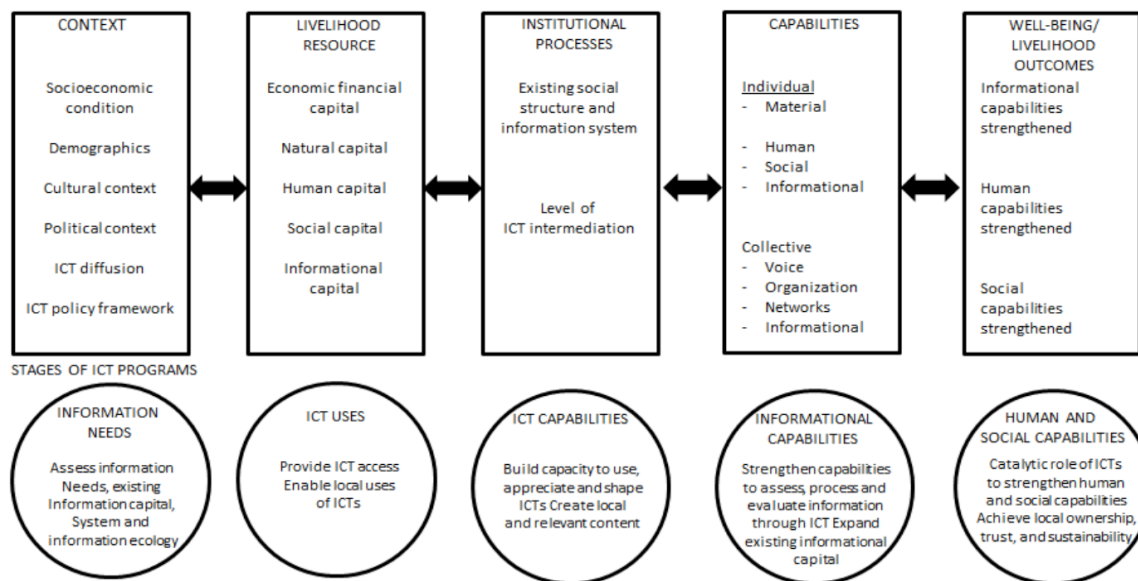 CONTEXT
Socioeconomic
condition
Demographics
Cultural context
Political context
ICT diffusion
ICT policy framework
LIVELIHOOD
RESOURCE
Economic financial
capital
Natural capital
Human capital
Social capital
Informational
capital
INSTITUTIONAL
PROCESSES
Existing social
structure and
information system
Level of
ICT intermediation
CAPABILITIES
Individual
- Material
- Human
- Social
- Informational
Collective
- Voice
- Organization
- Networks
- Informational
WELL-BEING/
LIVELIHOOD
OUTCOMES
Informational
capabilities
strengthened
Human
capabilities
strengthened
Social
capabilities
strengthened
STAGES OF ICT PROGRAMS
INFORMATION
NEEDS
Assess information
Needs, existing
Information capital,
System and
information ecology
ICT USES
Provide ICT access
Enable local uses
of ICTs
ICT CAPABILITIES
Build capacity to use,
appreciate and shape
ICTs Create local
and relevant content
INFORMATIONAL
CAPABILITIES
Strengthen capabilities
to assess, process and
evaluate information
through ICT Expand
existing informational
capital
HUMAN AND
SOCIAL CAPABILITIES
Catalytic role of ICTs
to strengthen human
and social capabilities
Achieve local ownership,
trust, and sustainability